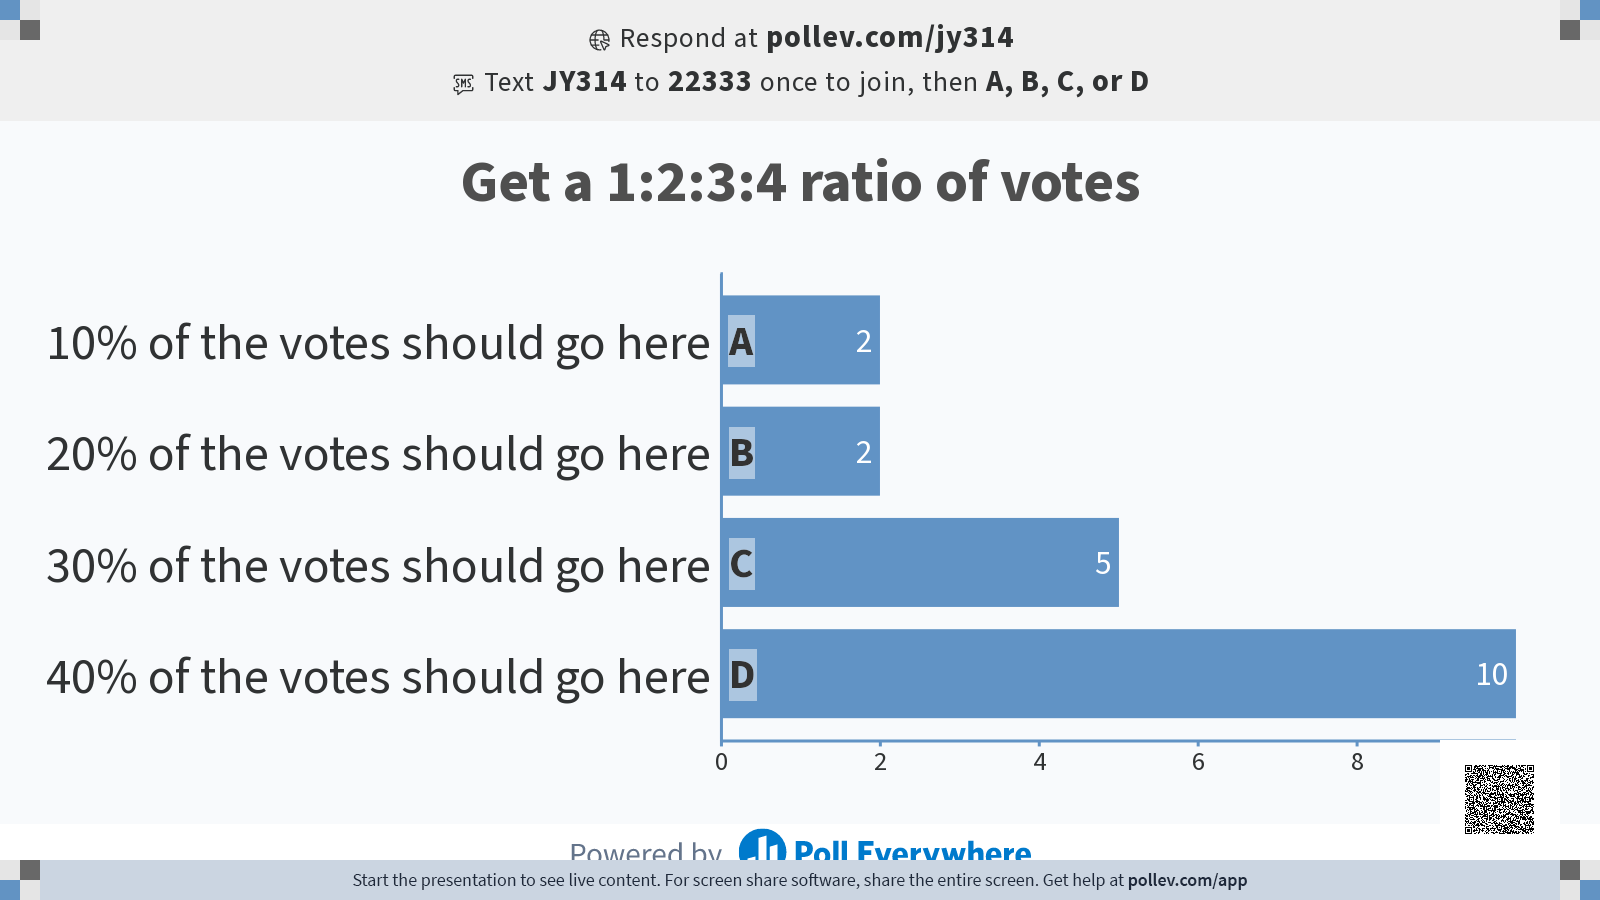 Respond at pollev.com/jy314
SMS Text JY314 to 22333 once to join, then A, B, C, or D
Get a 1:2:3:4 ratio of votes
10% of the votes should go here A 2
20% of the votes should go here B 2
30% of the votes should go here C 5
40% of the votes should go here D 10
0 2 4 6 8
Powered by Poll Everywhere
Start the presentation to see live content. For screen share software, share the entire screen. Get help at pollev.com/app